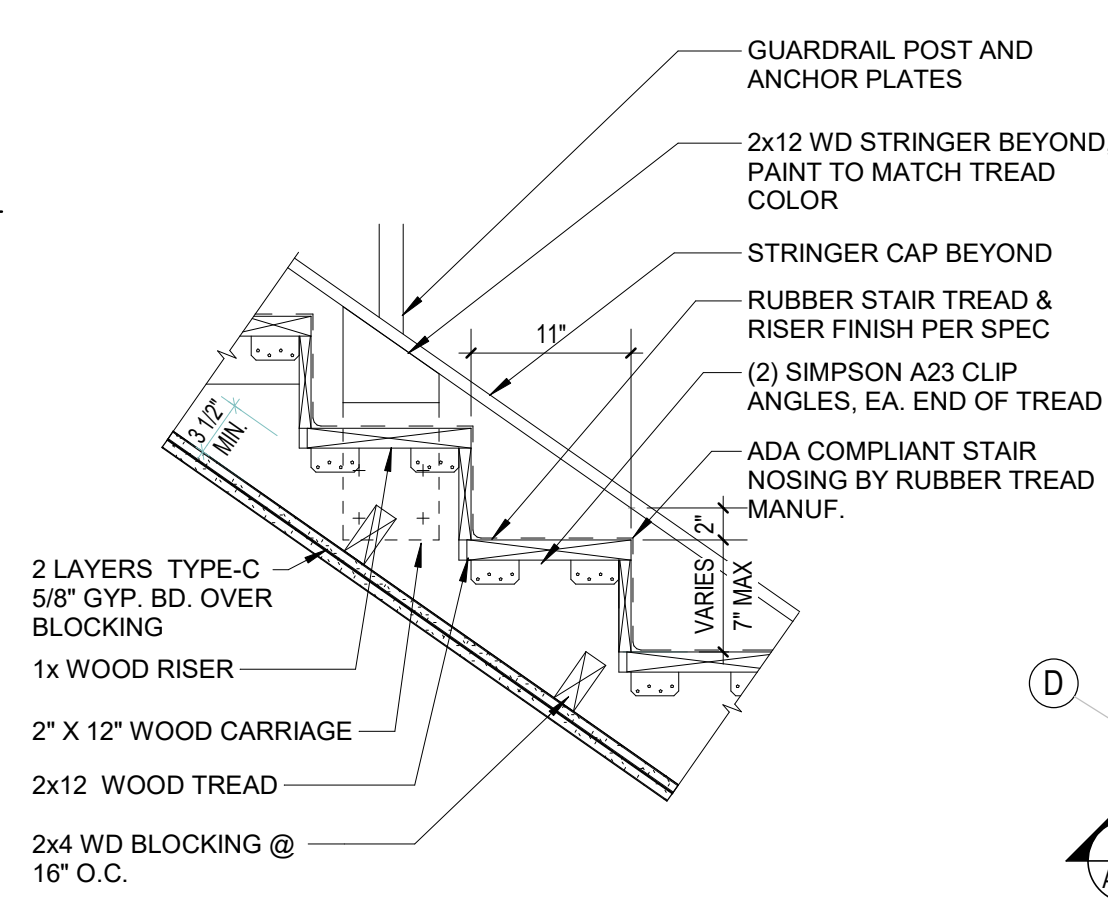 GUARDRAIL POST AND
ANCHOR PLATES
2x12 WD STRINGER BEYOND,
PAINT TO MATCH TREAD
COLOR
STRINGER CAP BEYOND
RUBBER STAIR TREAD &
RISER FINISH PER SPEC
11"
(2) SIMPSON A23 CLIP
ANGLES, EA. END OF TREAD
3 1/2"
MIN.
ADA COMPLIANT STAIR
NOSING BY RUBBER TREAD
MANUF.
2"
VARIES
7" MAX
2 LAYERS TYPE-C
5/8" GYP. BD. OVER
BLOCKING
1x WOOD RISER
2" X 12" WOOD CARRIAGE
2x12 WOOD TREAD
2x4 WD BLOCKING @
16" O.C.
D